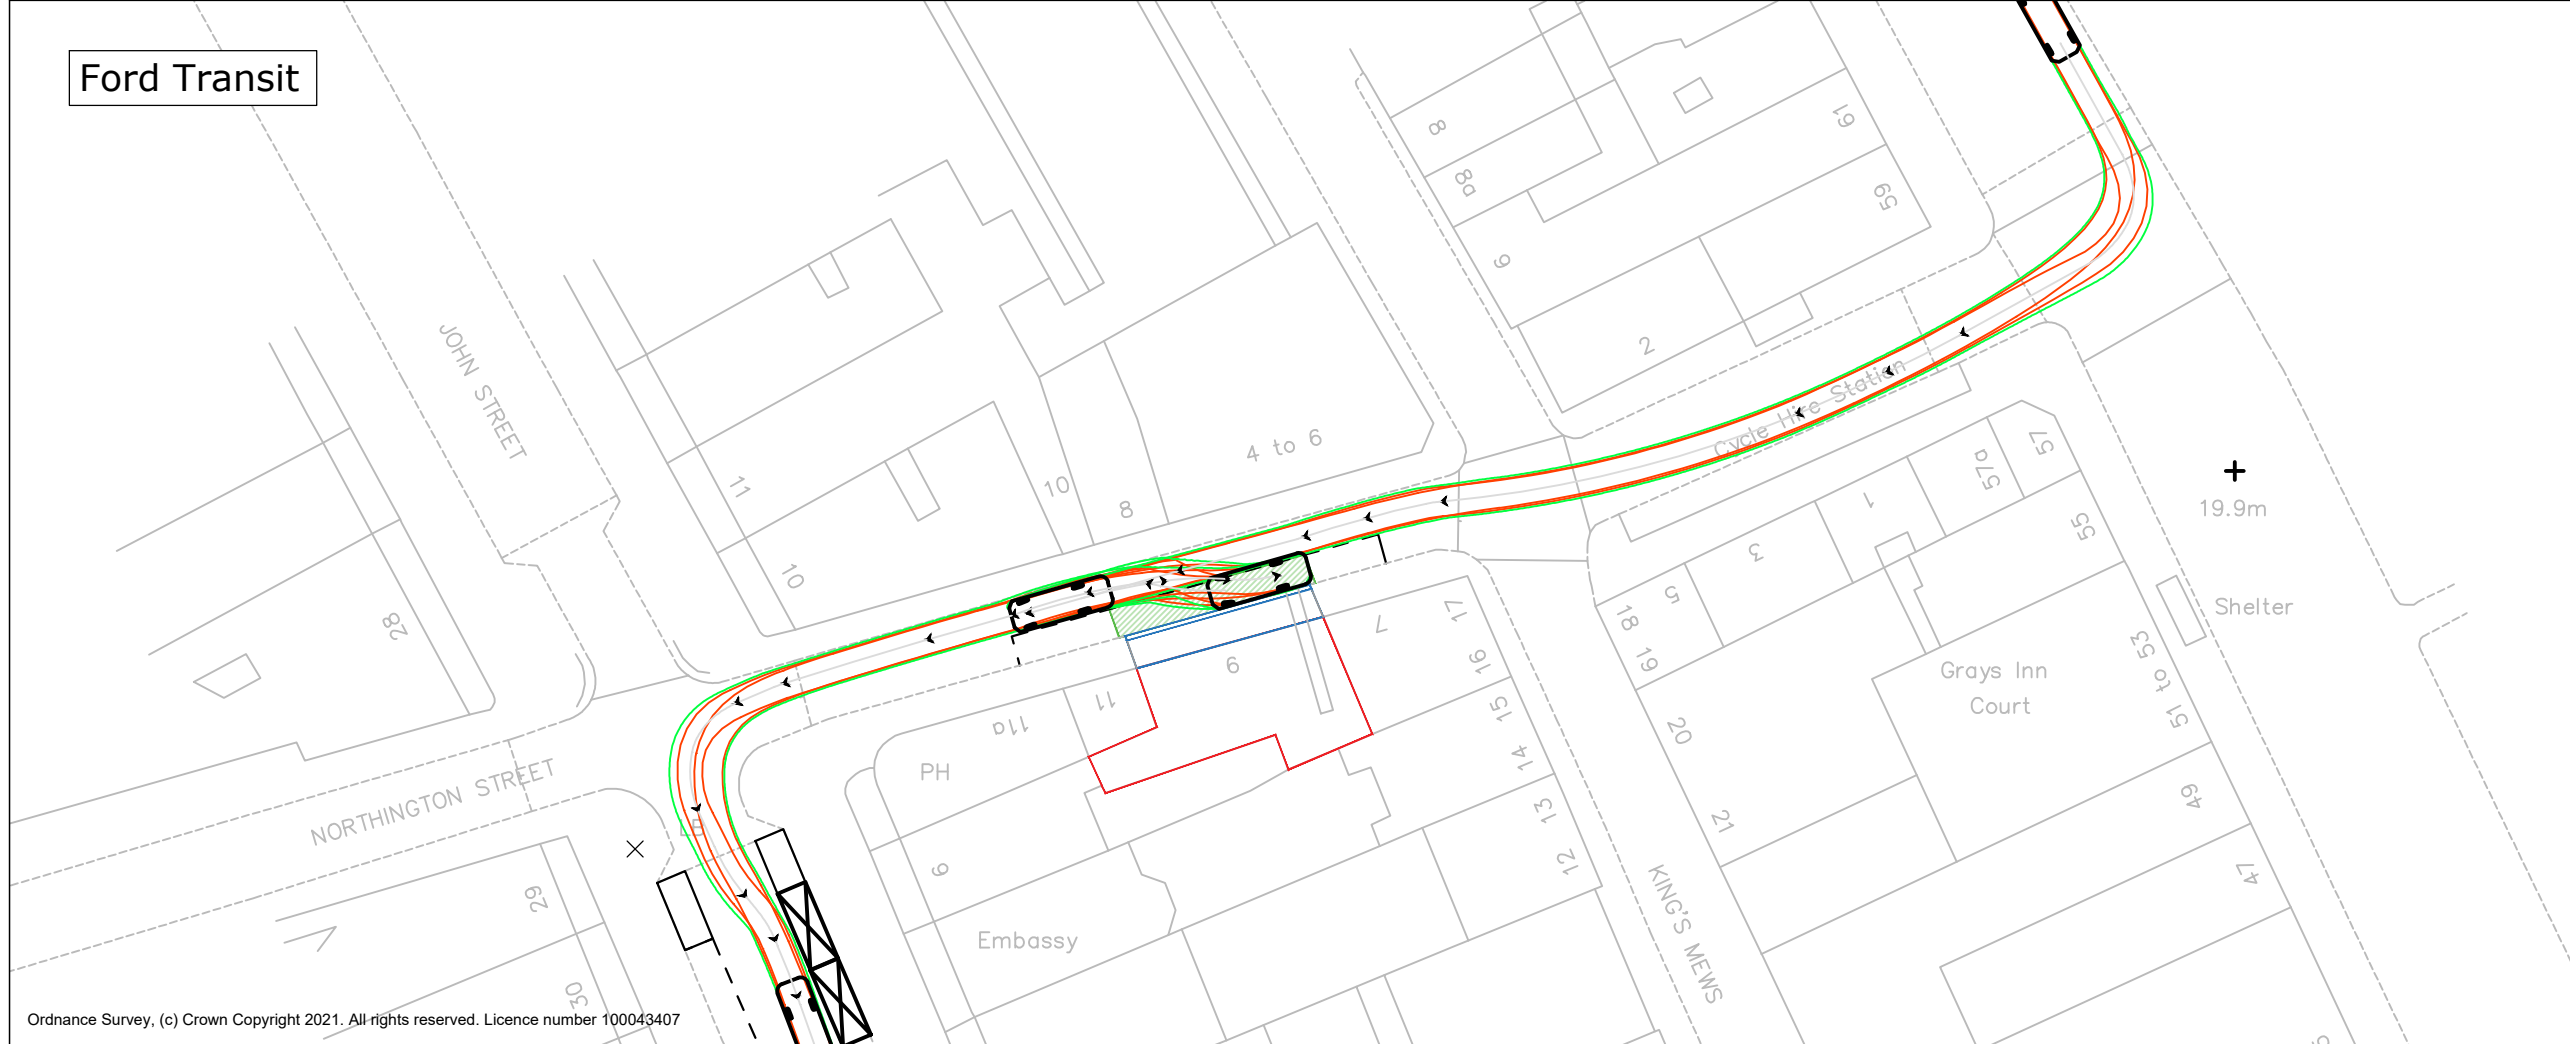 Ford Transit
JOHN STREET
NORTHINGTON STREET
KING'S MEWS
Cycle Hire Station
8
8a
9
61
59
2
4 to 6
11
10
8
10
28
57
57a
1
55
3
5
18
19
17
16
15
14
13
12
7
6
11
11a
PH
LB
29
30
9
Embassy
20
21
Grays Inn
Court
51 to 53
49
47
Shelter
19.9m
Ordnance Survey, (c) Crown Copyright 2021. All rights reserved. Licence number 100043407